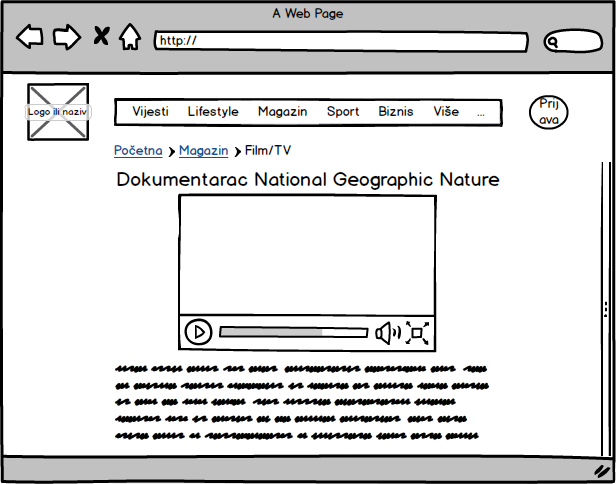 A Web Page
http://
Logo ili naziv
Vijesti Lifestyle Magazin Sport Biznis Više ...
Prij
ava
Početna Magazin Film/TV
Dokumentarac National Geographic Nature